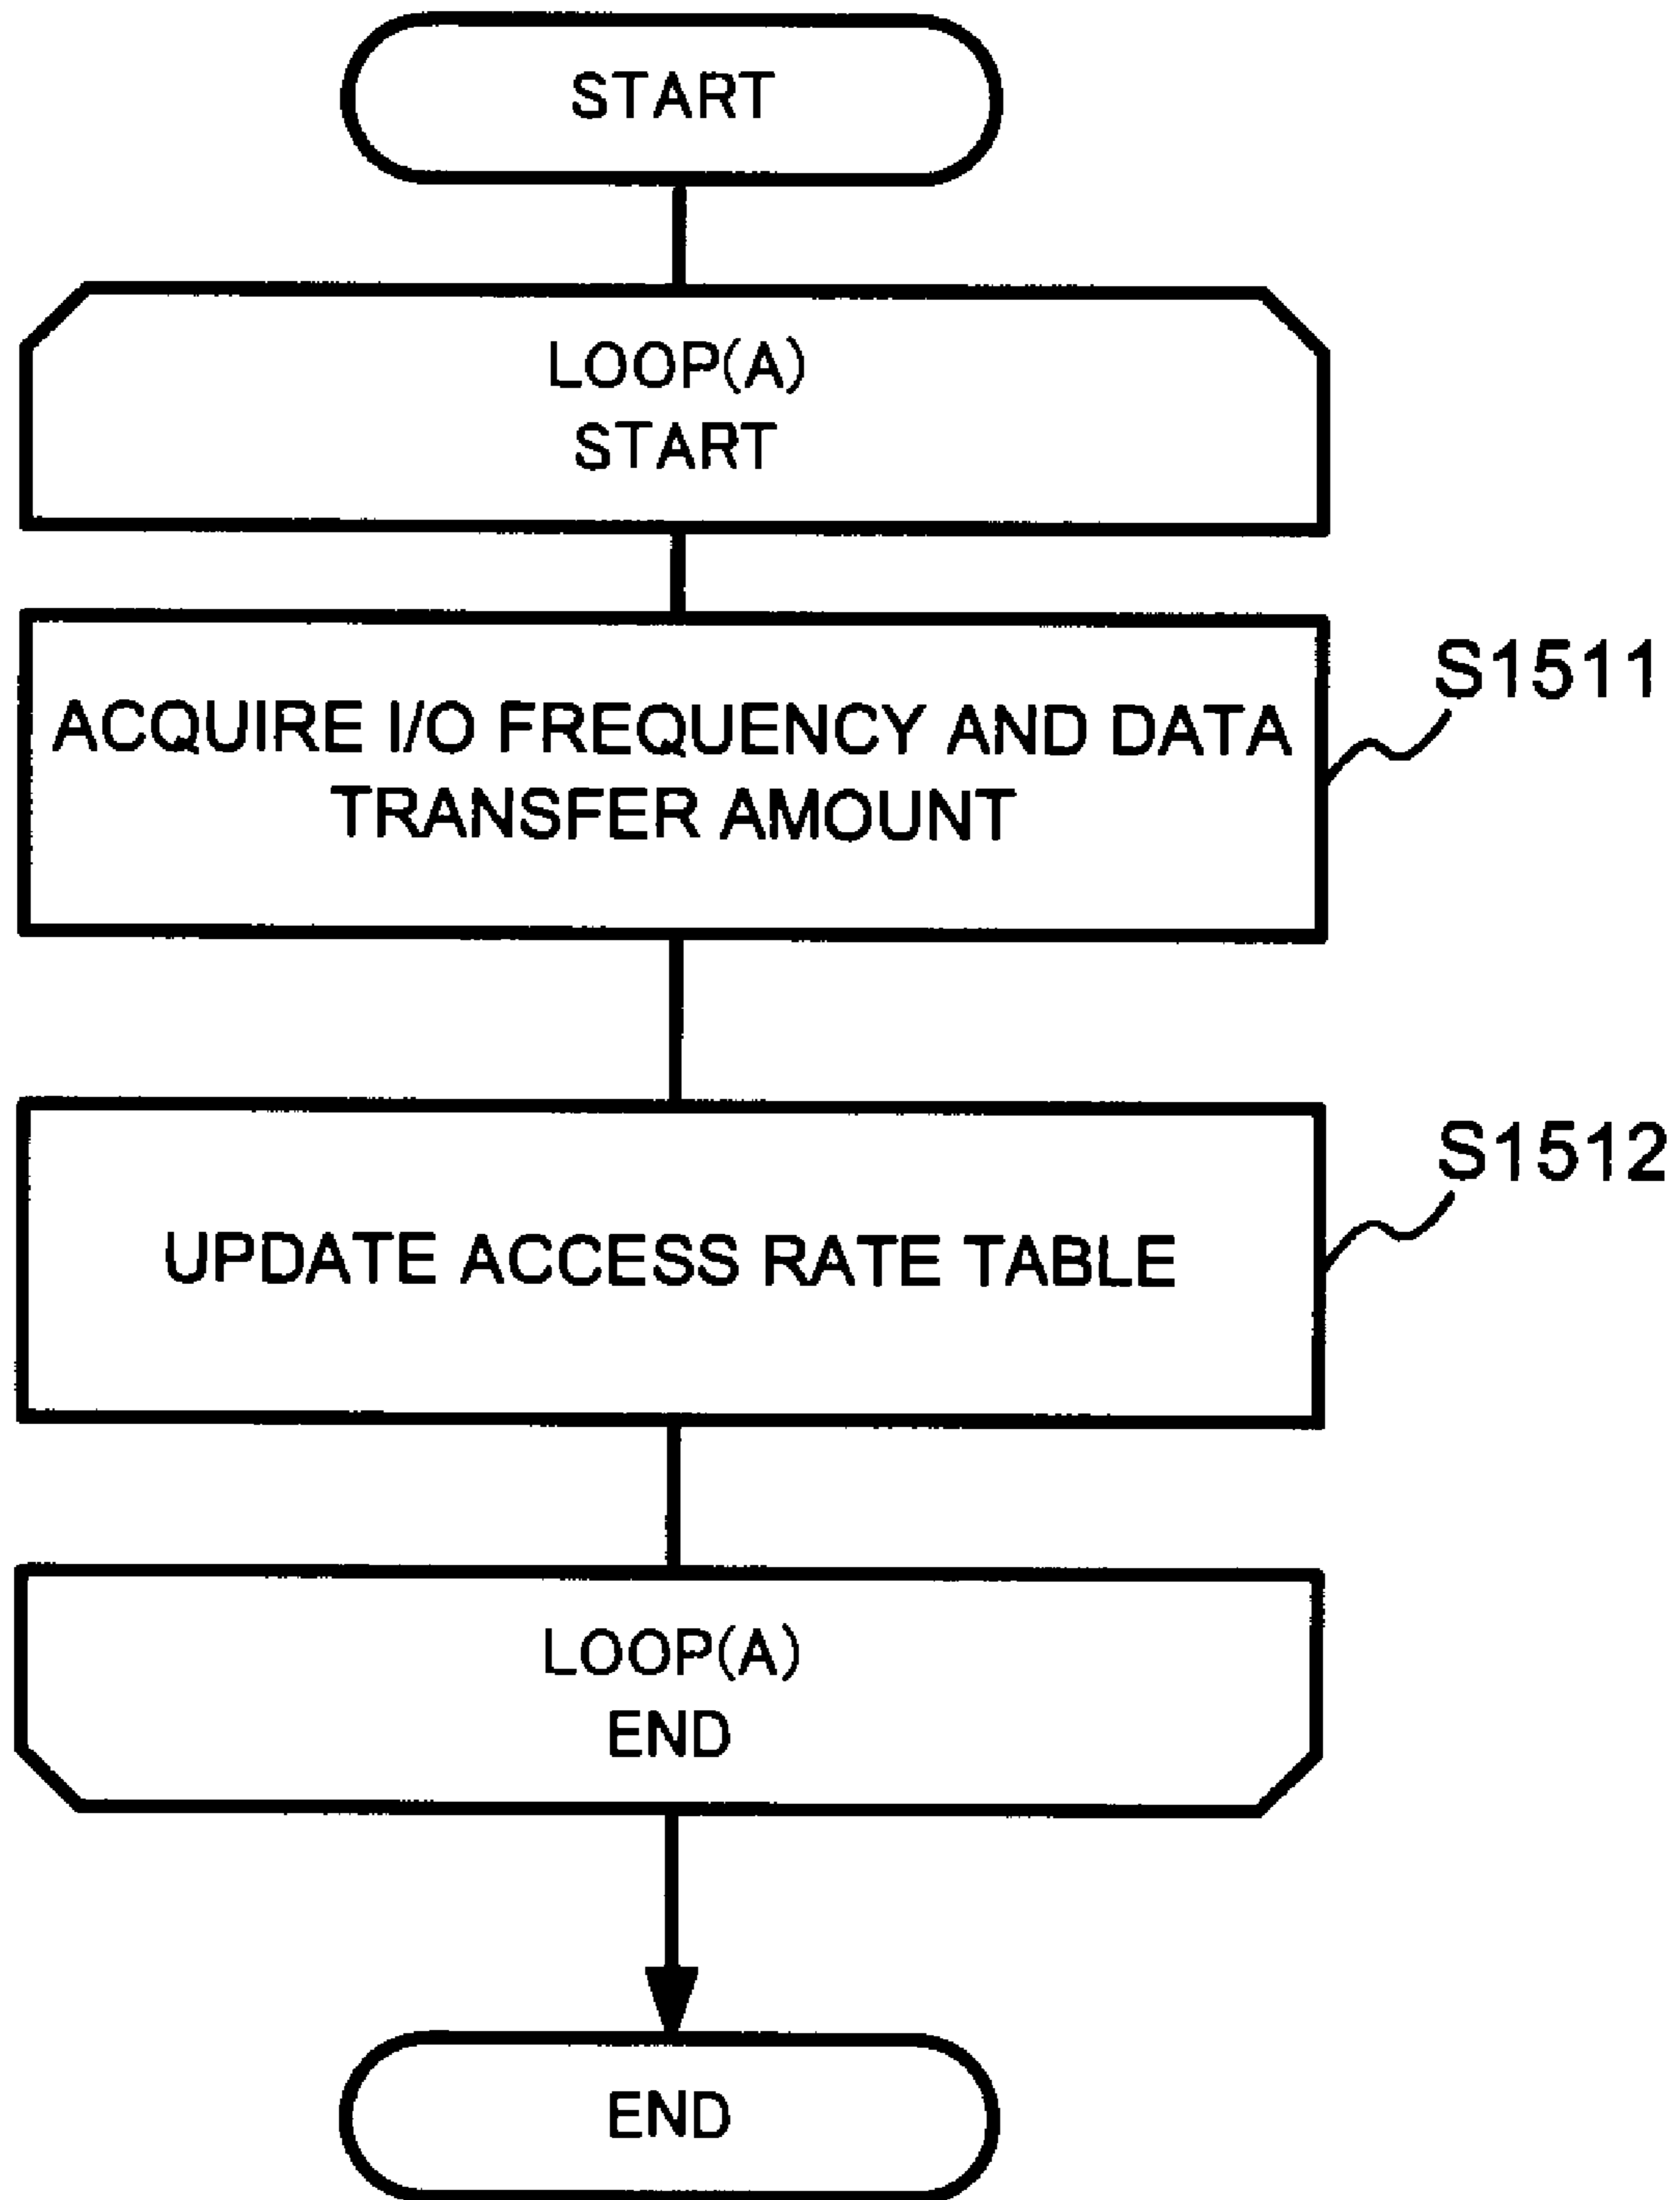 START
LOOP(A)
START
ACQUIRE I/O FREQUENCY AND DATA
TRANSFER AMOUNT
S1511
UPDATE ACCESS RATE TABLE
S1512
LOOP(A)
END
END